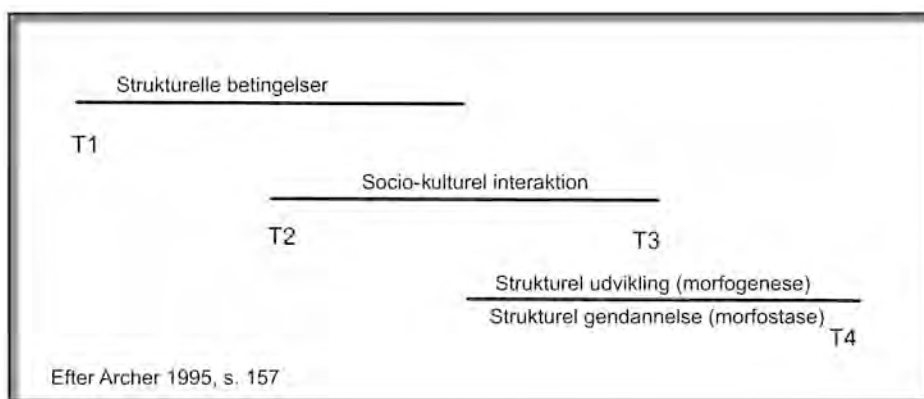 Strukturelle betingelser
T1
Socio-kulturel interaktion
T2
T3
Strukturel udvikling (morfogenese)
Strukturel gendannelse (morfostase)
T4
Efter Archer 1995, s. 157